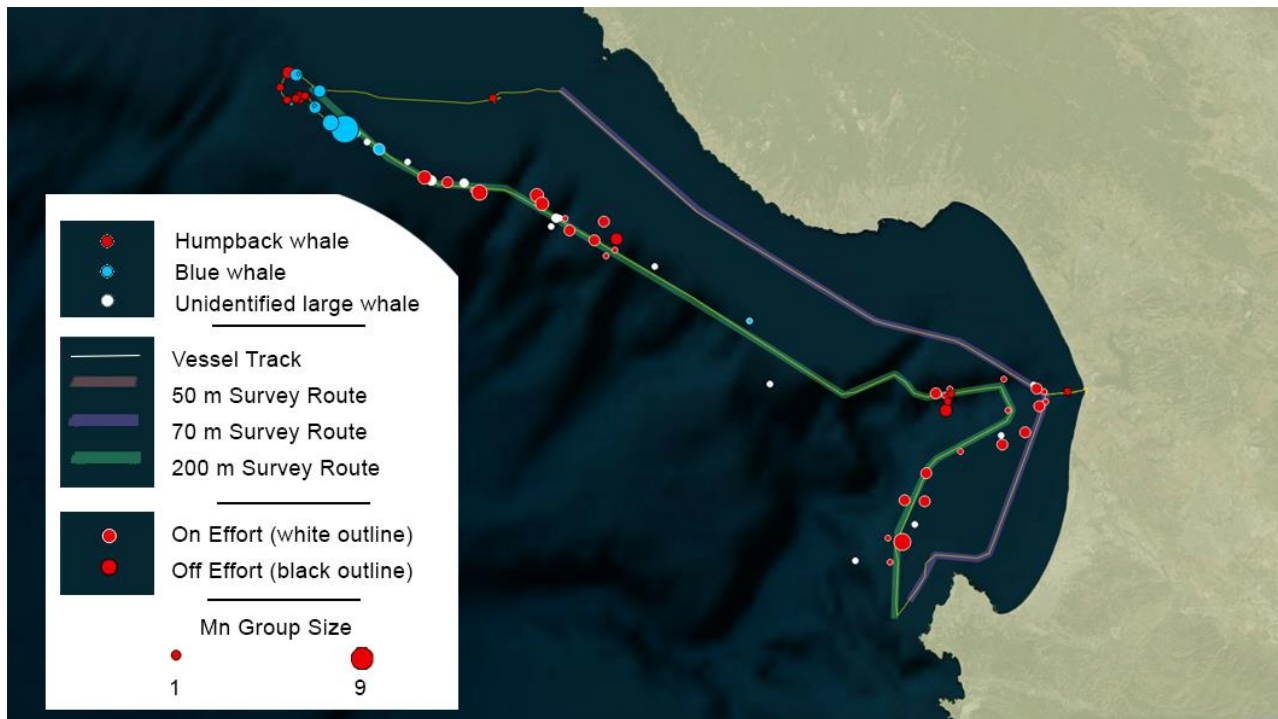 Humpback whale
Blue whale
Unidentified large whale
Vessel Track
50 m Survey Route
70 m Survey Route
200 m Survey Route
On Effort (white outline)
Off Effort (black outline)
Mn Group Size
1 9